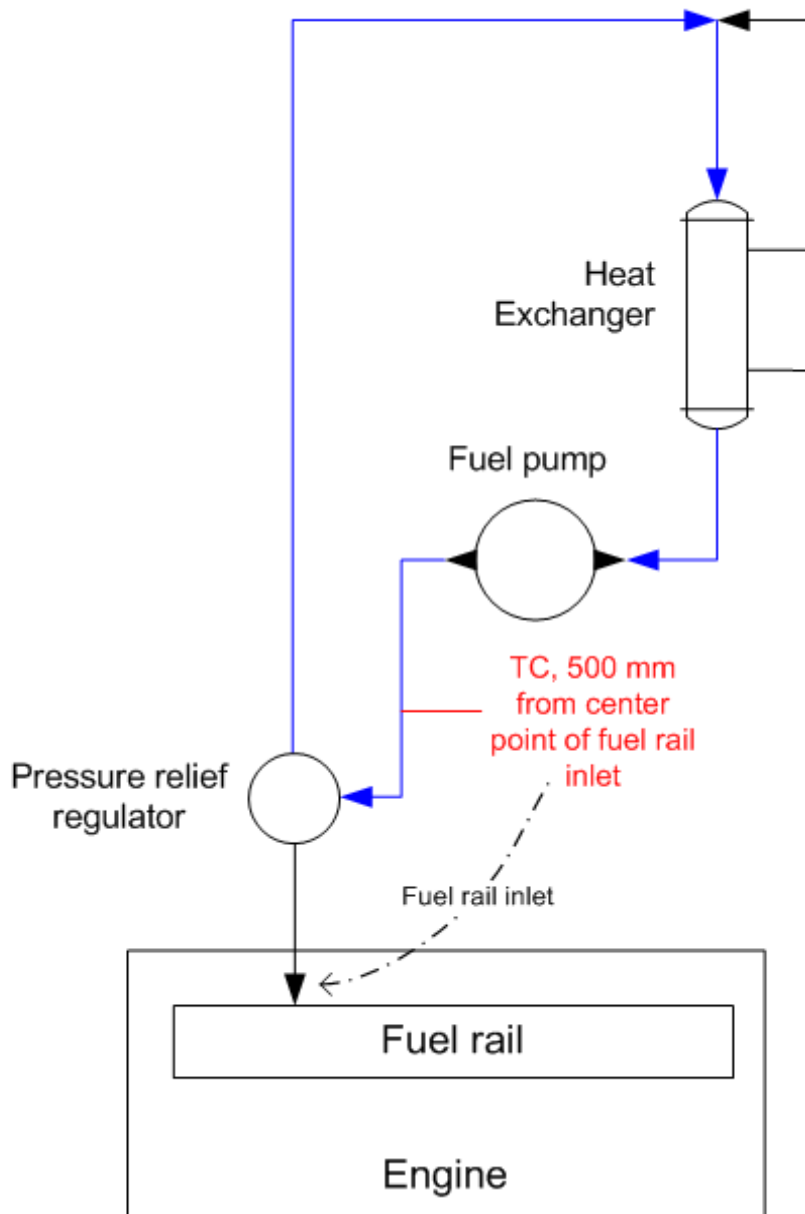 Heat
Exchanger
Fuel pump
TC, 500 mm
from center
point of fuel rail
inlet
Pressure relief
regulator
Fuel rail inlet
Fuel rail
Engine